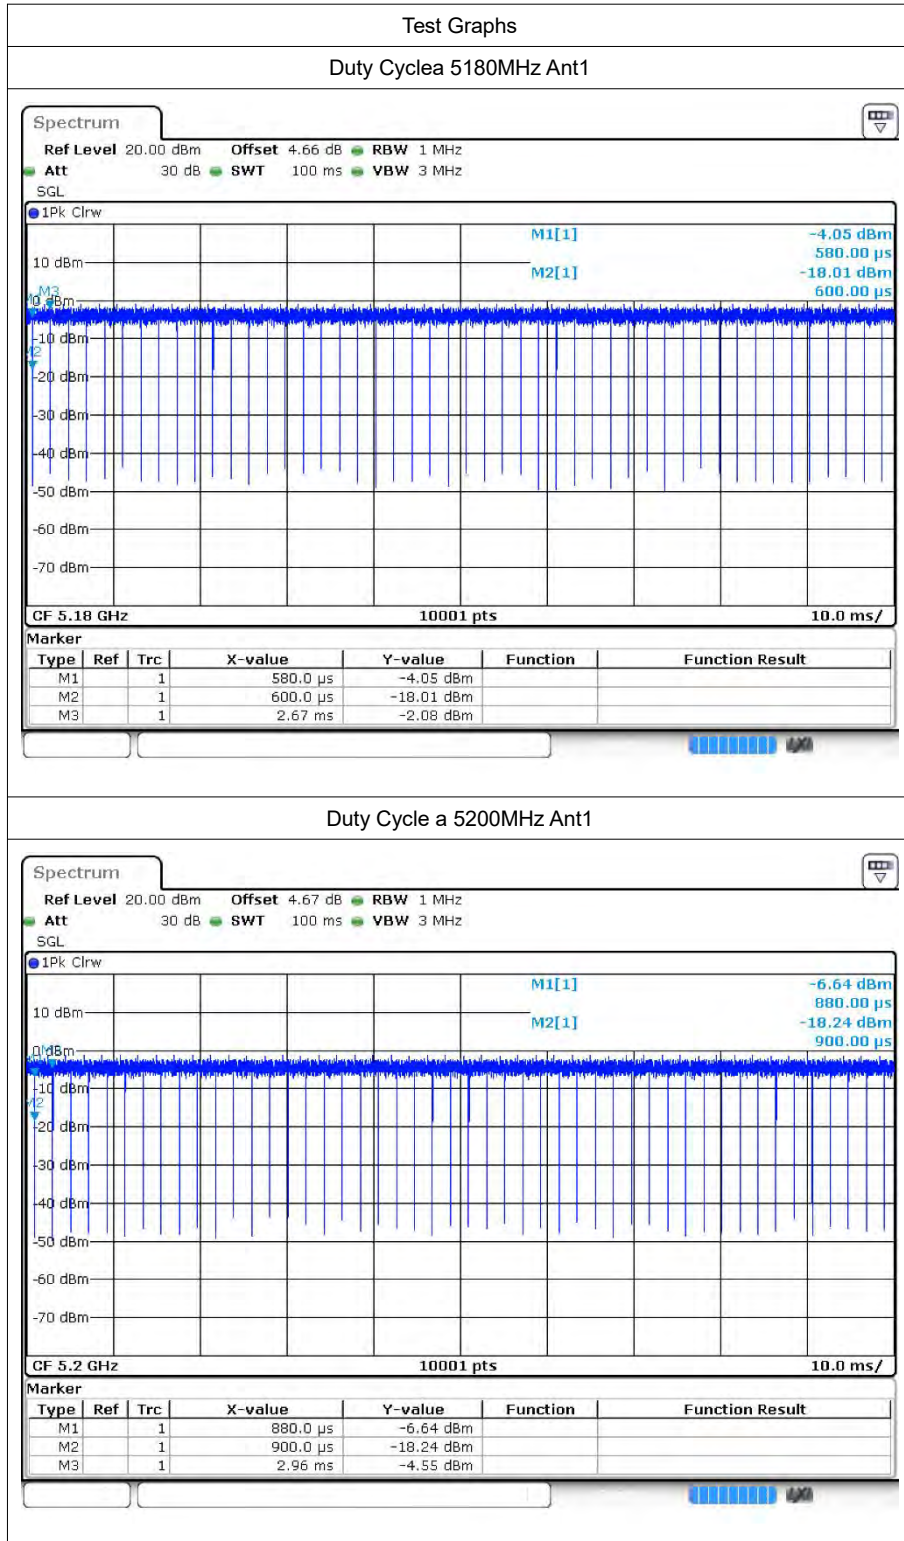 Test Graphs
Duty Cyclea 5180MHz Ant1
Spectrum
Ref Level 20.00 dBm Offset 4.66 dB RBW 1 MHz
Att 30 dB SWT 100 ms VBW 3 MHz
SGL
1Pk Clrw
M1[1] -4.05 dBm
580.00 µs
10 dBm
M2[1] -18.01 dBm
600.00 µs
M3
0 dBm
-10 dBm
M2
-20 dBm
-30 dBm
-40 dBm
-50 dBm
-60 dBm
-70 dBm
CF 5.18 GHz 10001 pts 10.0 ms/
Marker
Type Ref Trc X-value Y-value Function Function Result
M1 1 580.0 µs -4.05 dBm
M2 1 600.0 µs -18.01 dBm
M3 1 2.67 ms -2.08 dBm
Duty Cycle a 5200MHz Ant1
Spectrum
Ref Level 20.00 dBm Offset 4.67 dB RBW 1 MHz
Att 30 dB SWT 100 ms VBW 3 MHz
SGL
1Pk Clrw
M1[1] -6.64 dBm
880.00 µs
10 dBm
M2[1] -18.24 dBm
900.00 µs
0 dBm
-10 dBm
M2
-20 dBm
-30 dBm
-40 dBm
-50 dBm
-60 dBm
-70 dBm
CF 5.2 GHz 10001 pts 10.0 ms/
Marker
Type Ref Trc X-value Y-value Function Function Result
M1 1 880.0 µs -6.64 dBm
M2 1 900.0 µs -18.24 dBm
M3 1 2.96 ms -4.55 dBm